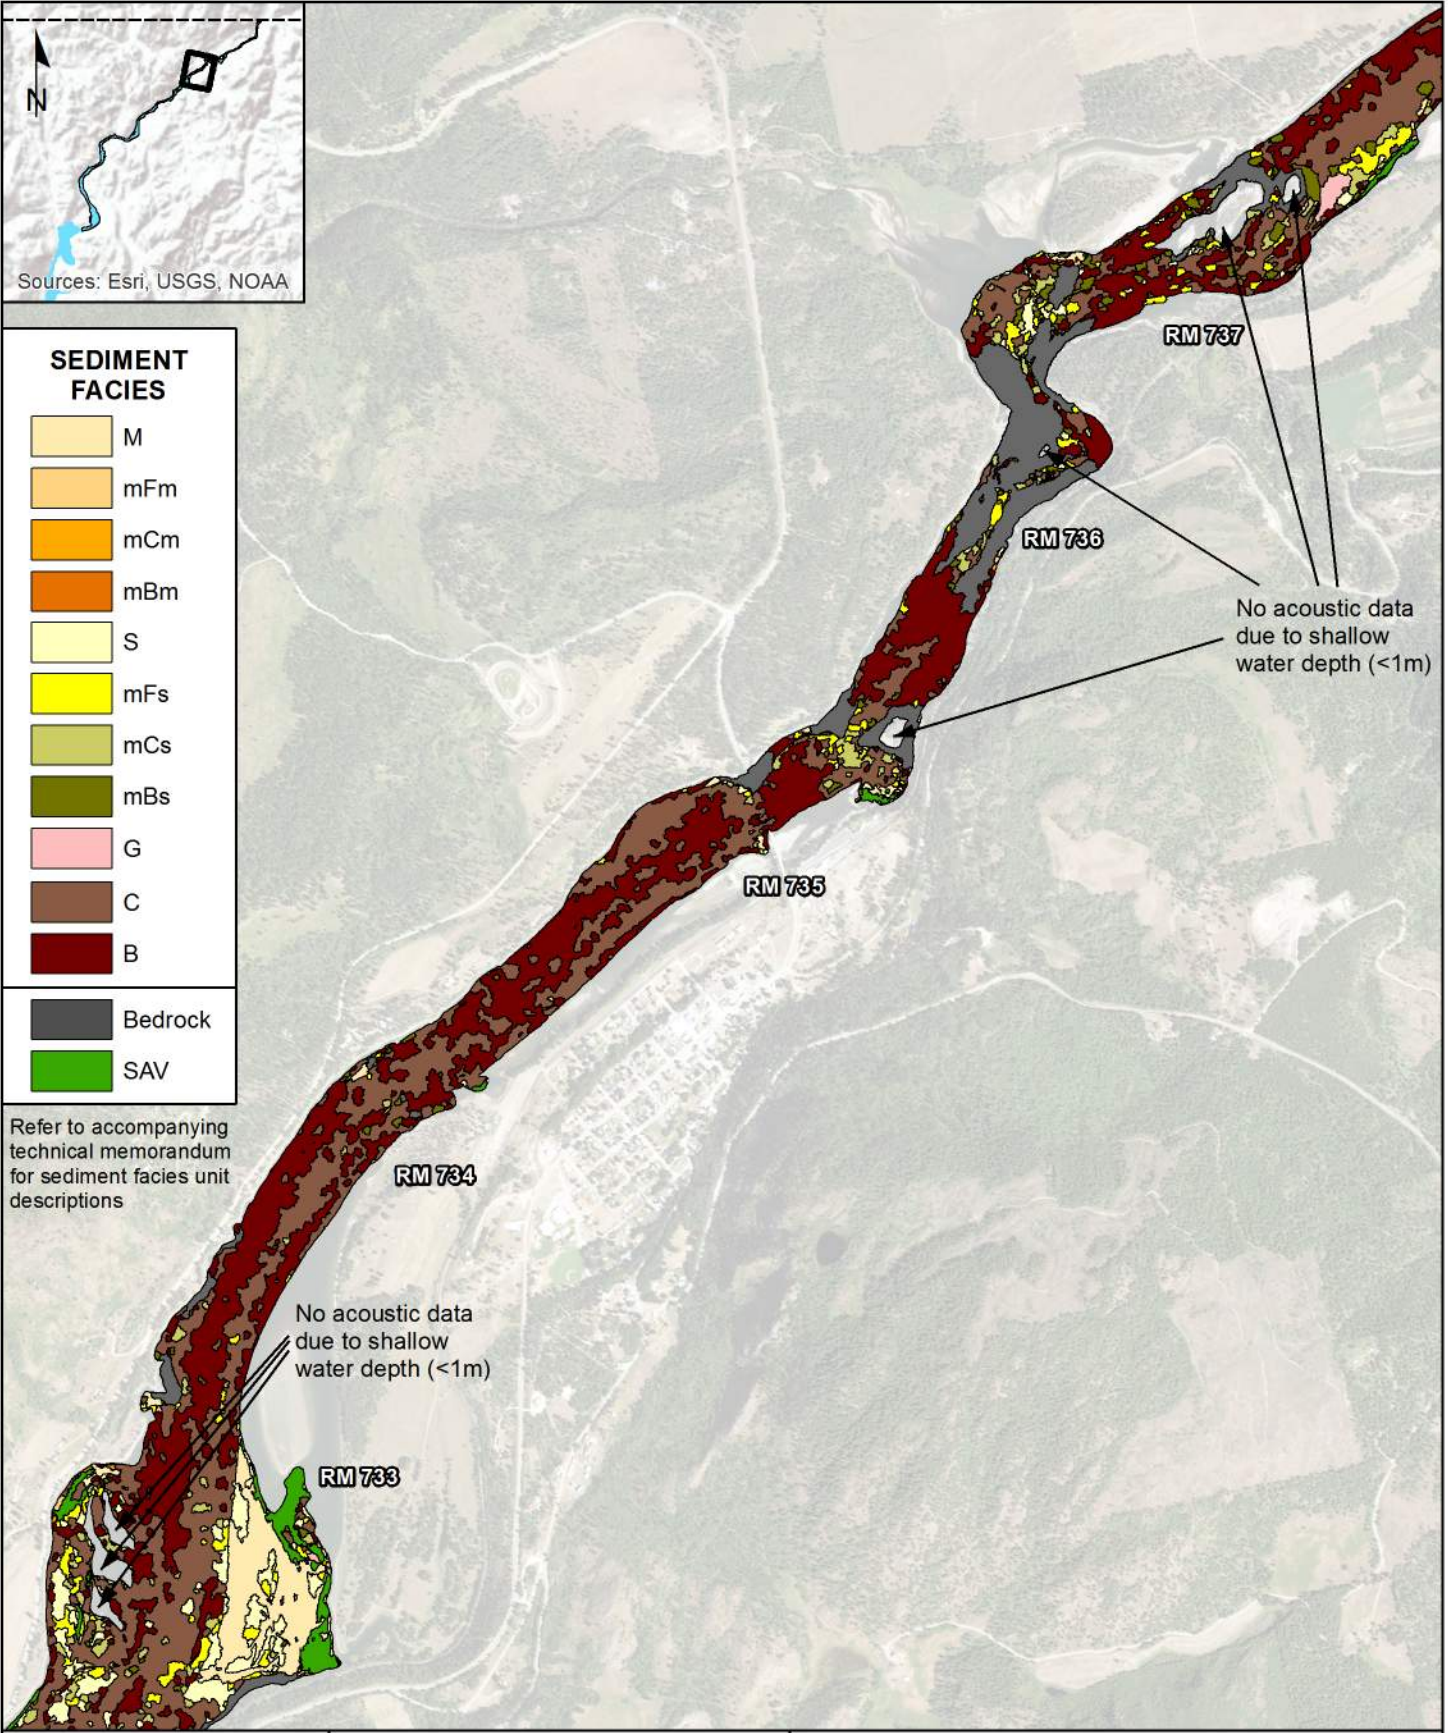 N
Sources: Esri, USGS, NOAA
SEDIMENT
FACIES
M
mFm
mCm
mBm
S
mFs
mCs
mBs
G
C
B
Bedrock
SAV
Refer to accompanying
technical memorandum
for sediment facies unit
descriptions
RM 737
RM 736
No acoustic data
due to shallow
water depth (<1m)
RM 735
RM 734
No acoustic data
due to shallow
water depth (<1m)
RM 733